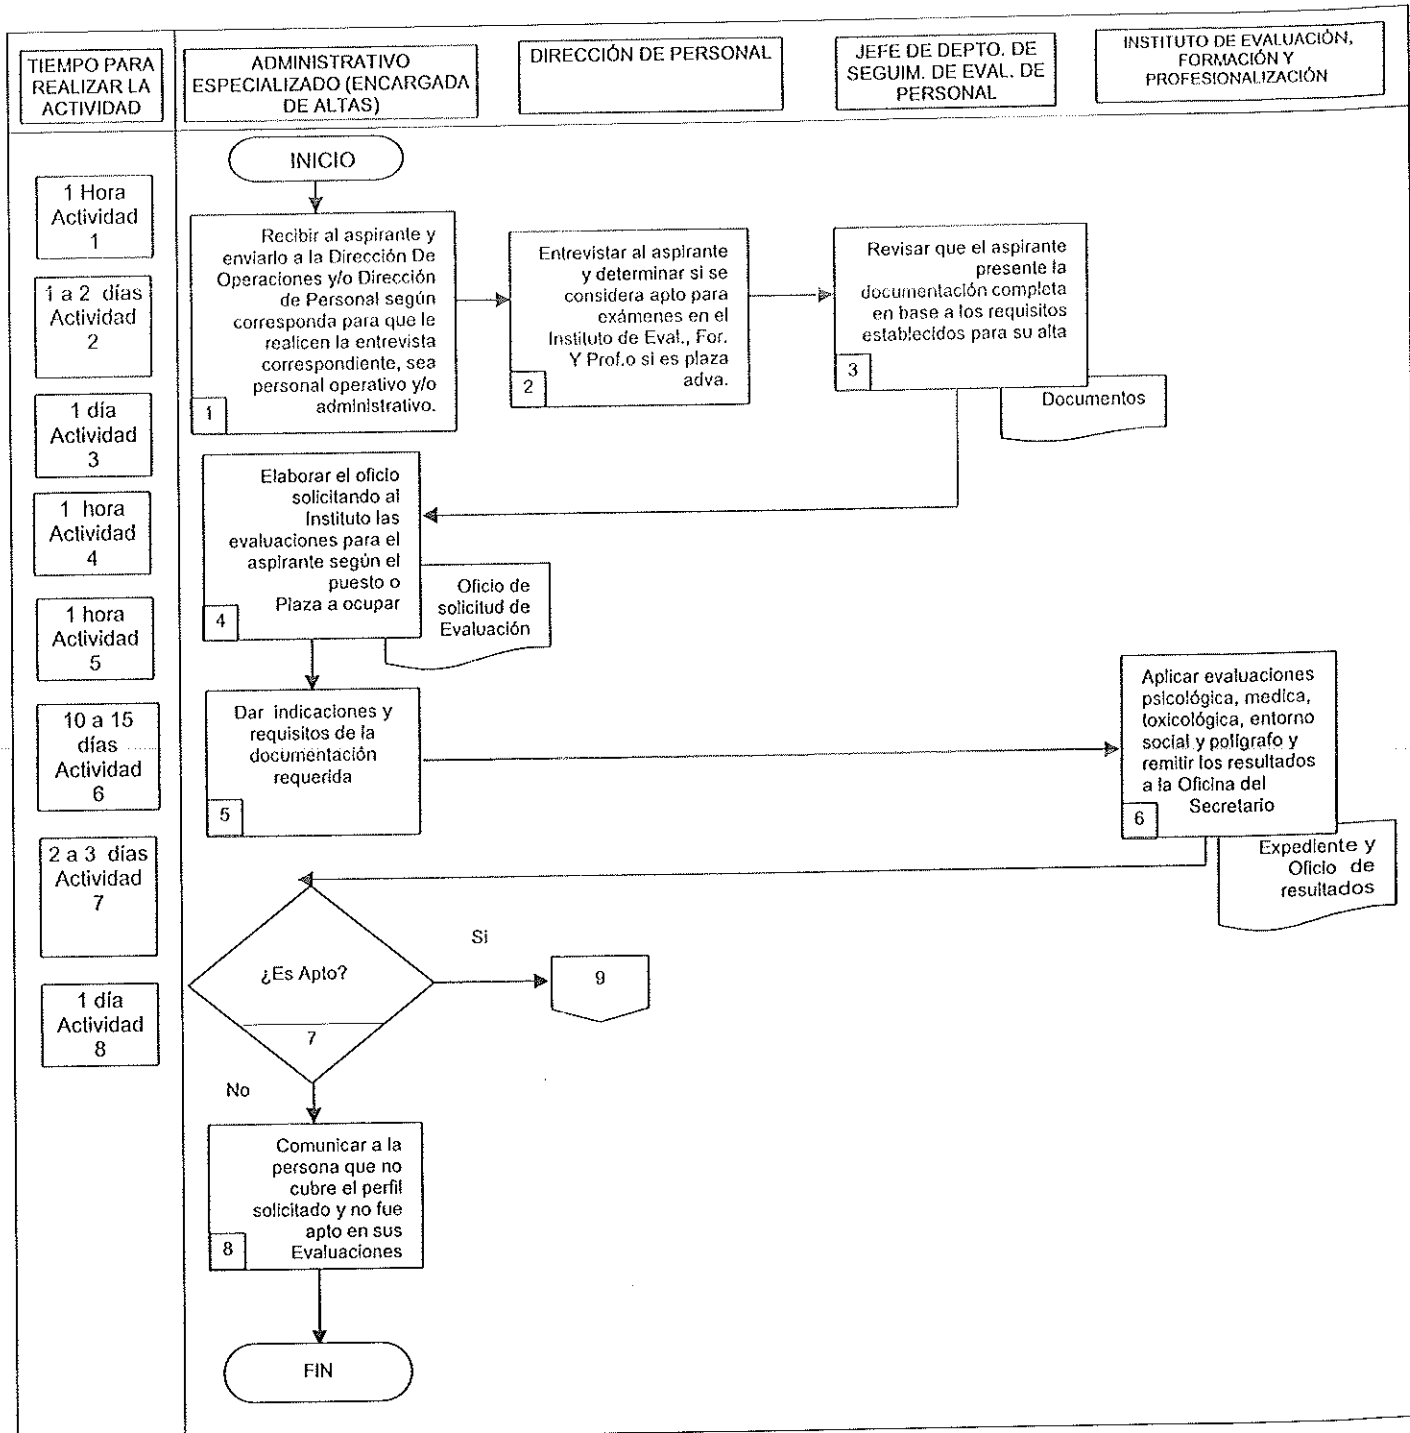 TIEMPO PARA
REALIZAR LA
ACTIVIDAD
ADMINISTRATIVO
ESPECIALIZADO (ENCARGADA
DE ALTAS)
DIRECCIÓN DE PERSONAL
JEFE DE DEPTO. DE
SEGUIM. DE EVAL. DE
PERSONAL
INSTITUTO DE EVALUACIÓN,
FORMACIÓN Y
PROFESIONALIZACIÓN
1 Hora
Actividad
1
1 a 2 días
Actividad
2
1 día
Actividad
3
1 hora
Actividad
4
1 hora
Actividad
5
10 a 15
días
Actividad
6
2 a 3 días
Actividad
7
1 día
Actividad
8
INICIO
Recibir al aspirante y
enviarlo a la Dirección De
Operaciones y/o Dirección
de Personal según
corresponda para que le
realicen la entrevista
correspondiente, sea
personal operativo y/o
administrativo.
1
Entrevistar al aspirante
y determinar si se
considera apto para
exámenes en el
Instituto de Eval., For.
Y Prof.o si es plaza
adva.
2
Revisar que el aspirante
presente la
documentación completa
en base a los requisitos
establecidos para su alta
3
Documentos
Elaborar el oficio
solicitando al
Instituto las
evaluaciones para el
aspirante según el
puesto o
Plaza a ocupar
4
Oficio de
solicitud de
Evaluación
Dar indicaciones y
requisitos de la
documentación
requerida
5
Aplicar evaluaciones
psicológica, medica,
toxicológica, entorno
social y polígrafo y
remitir los resultados
a la Oficina del
Secretario
6
Expediente y
Oficio de
resultados
¿Es Apto?
7
Si
9
No
Comunicar a la
persona que no
cubre el perfil
solicitado y no fue
apto en sus
Evaluaciones
8
FIN